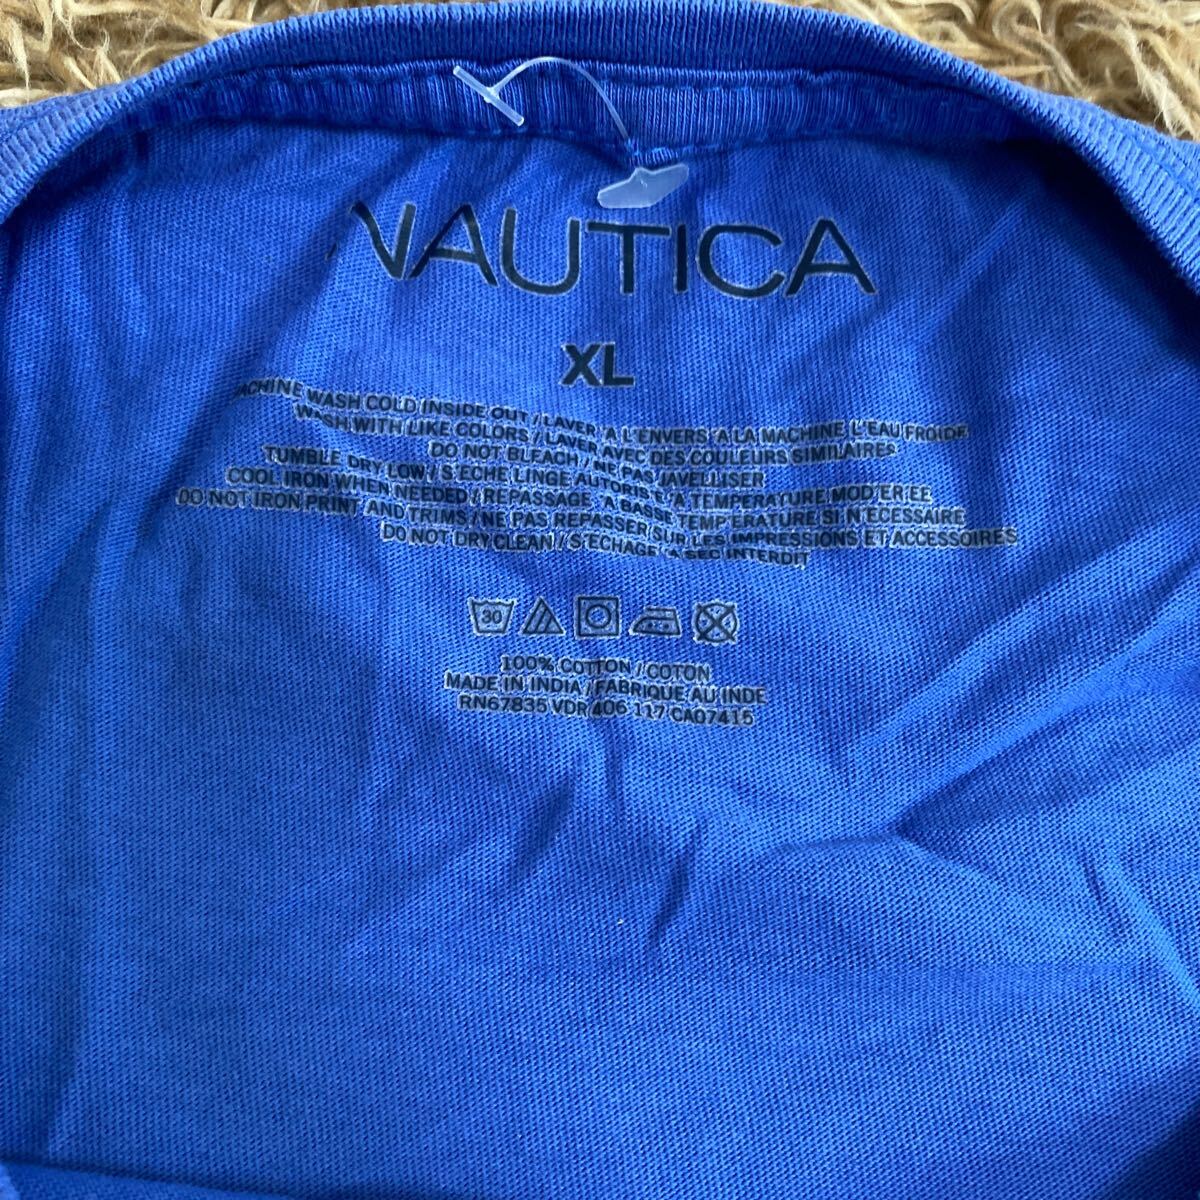 NAUTICA
XL
MACHINE WASH COLD INSIDE OUT / LAVER `A L'ENVERS `A LA MACHINE L'EAU FROIDE
WASH WITH LIKE COLORS / LAVER AVEC DES COULEURS SIMILAIRES
DO NOT BLEACH / NE PAS JAVELLISER
TUMBLE DRY LOW / S'ECHE LINGE AUTORIS'E `A TEMPERATURE MOD'ER'EE
COOL IRON WHEN NEEDED / REPASSAGE `A BASSE TEMP'ERATURE SI N'ECESSAIRE
DO NOT IRON PRINT AND TRIMS / NE PAS REPASSER SUR LES IMPRESSIONS ET ACCESSOIRES
DO NOT DRY CLEAN / S'ECHAGE `A SEC INTERDIT
30
100% COTTON / COTON
MADE IN INDIA / FABRIQUE AU INDE
RN67835 VDR 406 117 CA07415